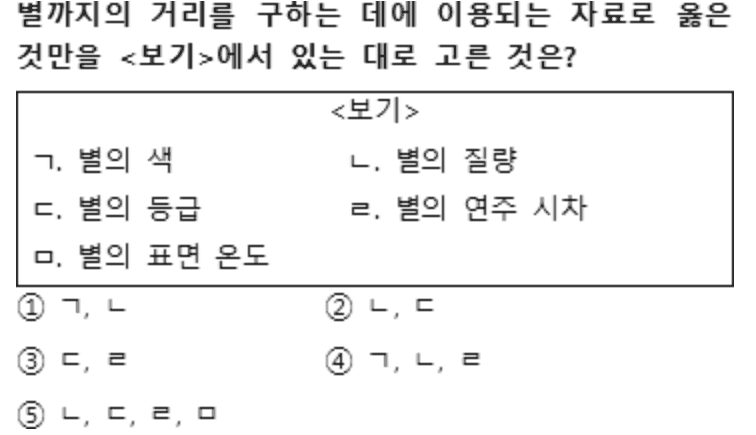 별까지의 거리를 구하는 데에 이용되는 자료로 옳은
것만을 <보기>에서 있는 대로 고른 것은?
<보기>
ㄱ. 별의 색 ㄴ. 별의 질량
ㄷ. 별의 등급 ㄹ. 별의 연주 시차
ㅁ. 별의 표면 온도
① ㄱ, ㄴ ② ㄴ, ㄷ
③ ㄷ, ㄹ ④ ㄱ, ㄴ, ㄹ
⑤ ㄴ, ㄷ, ㄹ, ㅁ